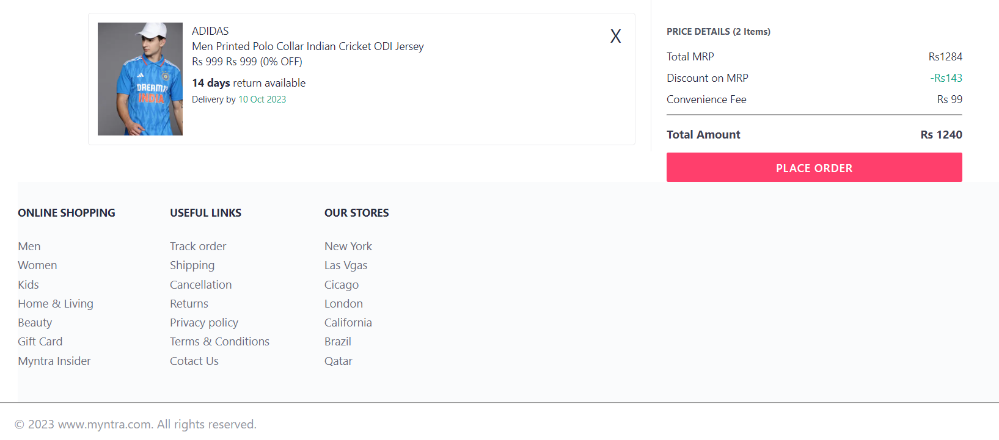 ADIDAS
Men Printed Polo Collar Indian Cricket ODI Jersey
Rs 999 Rs 999 (0% OFF)
14 days return available
Delivery by 10 Oct 2023
X
DREAM11
INDIA
PRICE DETAILS (2 Items)
Total MRP Rs1284
Discount on MRP -Rs143
Convenience Fee Rs 99
Total Amount Rs 1240
PLACE ORDER
ONLINE SHOPPING
Men
Women
Kids
Home & Living
Beauty
Gift Card
Myntra Insider
USEFUL LINKS
Track order
Shipping
Cancellation
Returns
Privacy policy
Terms & Conditions
Cotact Us
OUR STORES
New York
Las Vgas
Cicago
London
California
Brazil
Qatar
© 2023 www.myntra.com. All rights reserved.